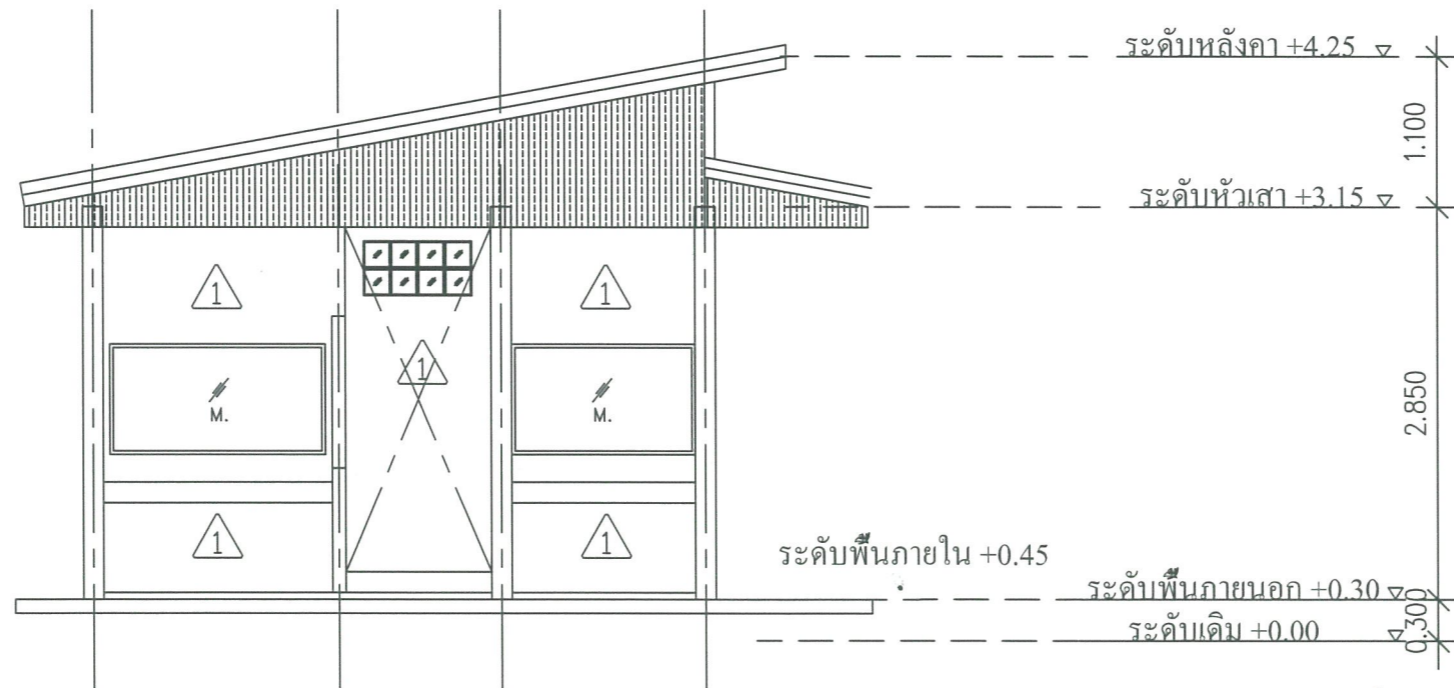 ระดับหลังคา +4.25
1.100
ระดับหัวเสา +3.15
1
1
1
M.
M.
2.850
1
1
ระดับพื้นภายใน +0.45
ระดับพื้นภายนอก +0.30
0.300
ระดับเดิม +0.00